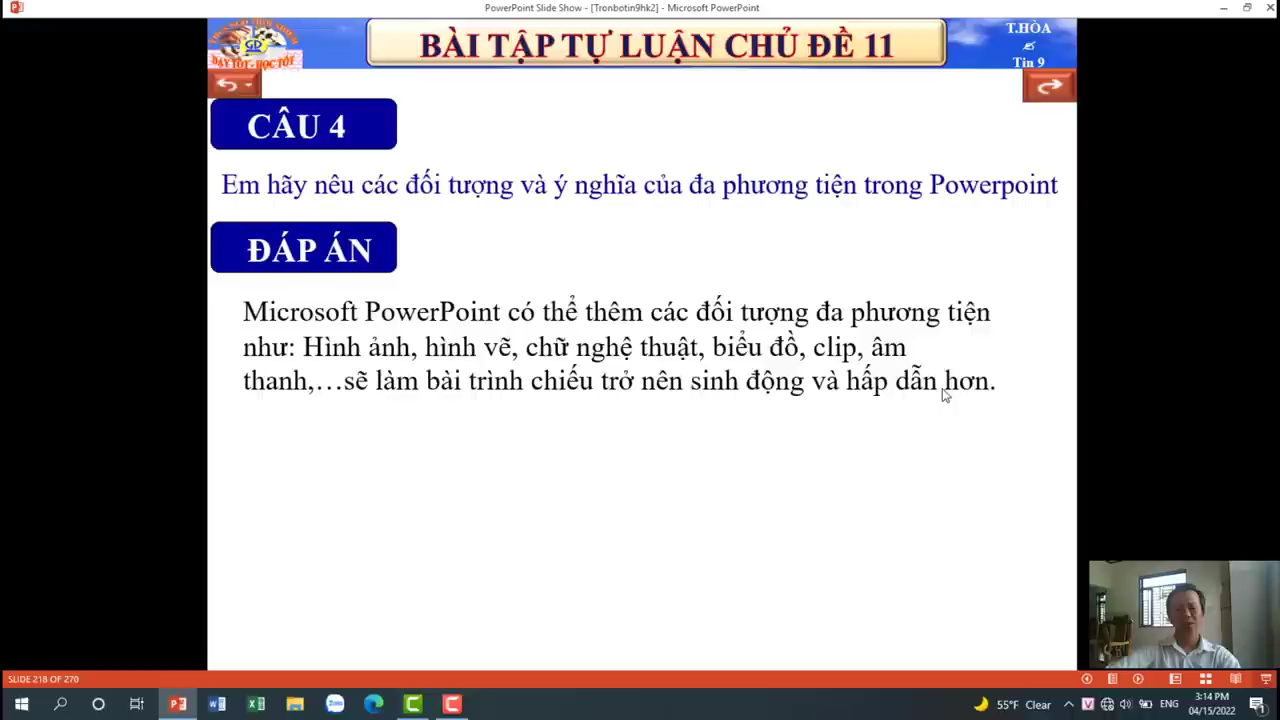 PowerPoint Slide Show - [Tronbotin9hk2] - Microsoft PowerPoint
BÀI TẬP TỰ LUẬN CHỦ ĐỀ 11
T.HÒA
Tin 9
DẠY TỐT - HỌC TỐT
CÂU 4
Em hãy nêu các đối tượng và ý nghĩa của đa phương tiện trong Powerpoint
ĐÁP ÁN
Microsoft PowerPoint có thể thêm các đối tượng đa phương tiện
như: Hình ảnh, hình vẽ, chữ nghệ thuật, biểu đồ, clip, âm
thanh,…sẽ làm bài trình chiếu trở nên sinh động và hấp dẫn hơn.
SLIDE 218 OF 270
55°F Clear
ENG
3:14 PM
04/15/2022